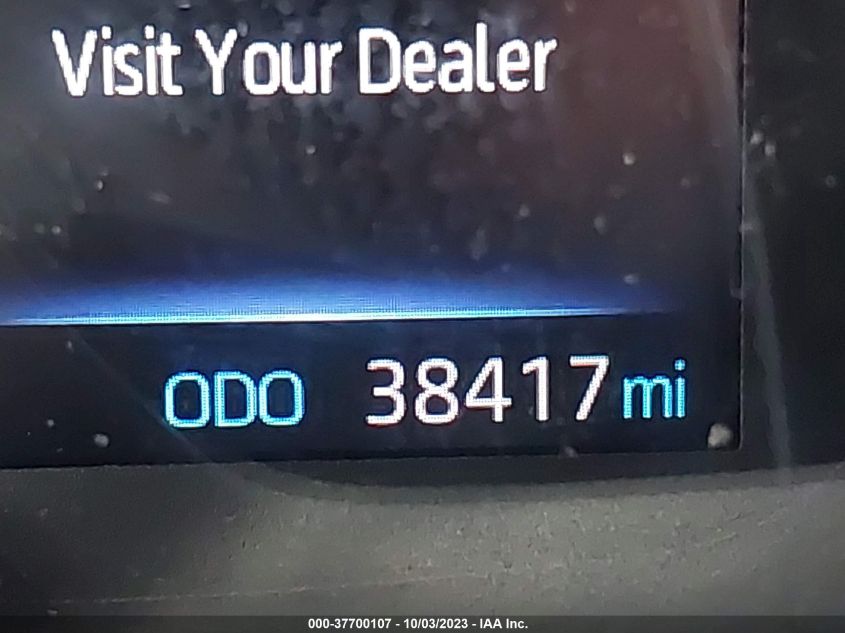 Visit Your Dealer
ODO 38417 mi
000-37700107 - 10/03/2023 - IAA Inc.